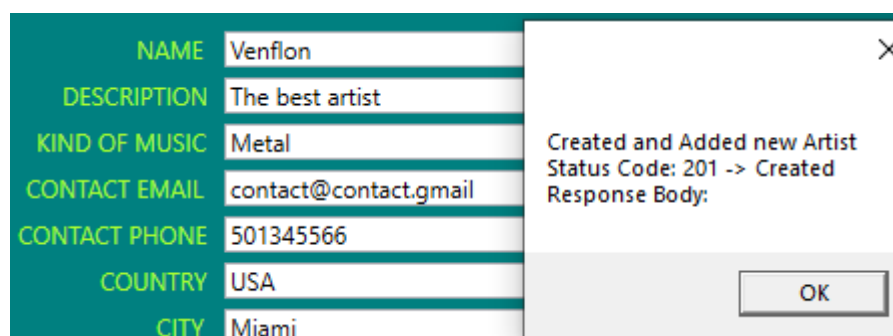 NAME Venflon
DESCRIPTION The best artist
KIND OF MUSIC Metal
CONTACT EMAIL contact@contact.gmail
CONTACT PHONE 501345566
COUNTRY USA
CITY Miami
Created and Added new Artist
Status Code: 201 -> Created
Response Body:
OK